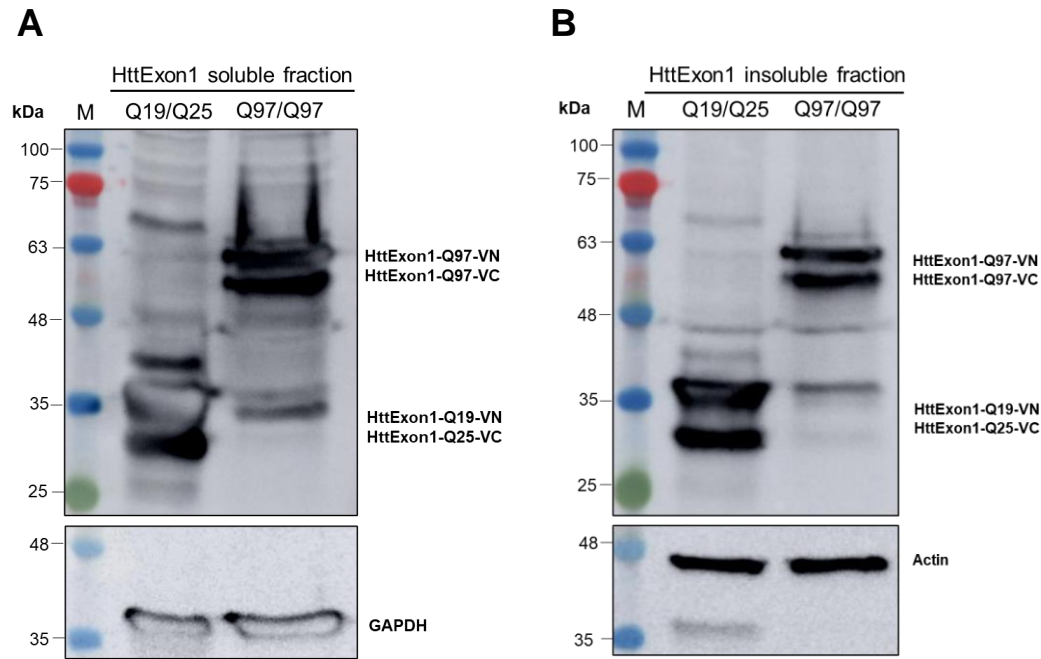 A
HttExon1 soluble fraction
kDa M Q19/Q25 Q97/Q97
100
75
63
48
35
25
HttExon1-Q97-VN
HttExon1-Q97-VC
HttExon1-Q19-VN
HttExon1-Q25-VC
48
35
GAPDH
B
HttExon1 insoluble fraction
kDa M Q19/Q25 Q97/Q97
100
75
63
48
35
25
HttExon1-Q97-VN
HttExon1-Q97-VC
HttExon1-Q19-VN
HttExon1-Q25-VC
48
35
Actin